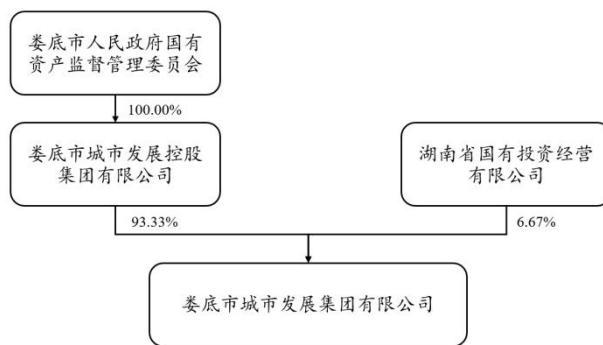 娄底市人民政府国有
资产监督管理委员会
100.00%
娄底市城市发展控股
集团有限公司
湖南省国有投资经营
有限公司
93.33%
6.67%
娄底市城市发展集团有限公司